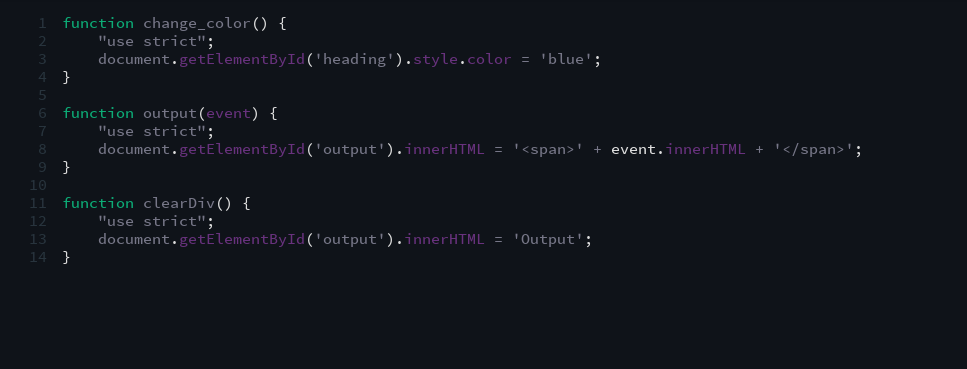 1 function change_color() {
2     "use strict";
3     document.getElementById('heading').style.color = 'blue';
4 }
5
6 function output(event) {
7     "use strict";
8     document.getElementById('output').innerHTML = '<span>' + event.innerHTML + '</span>';
9 }
10
11 function clearDiv() {
12     "use strict";
13     document.getElementById('output').innerHTML = 'Output';
14 }